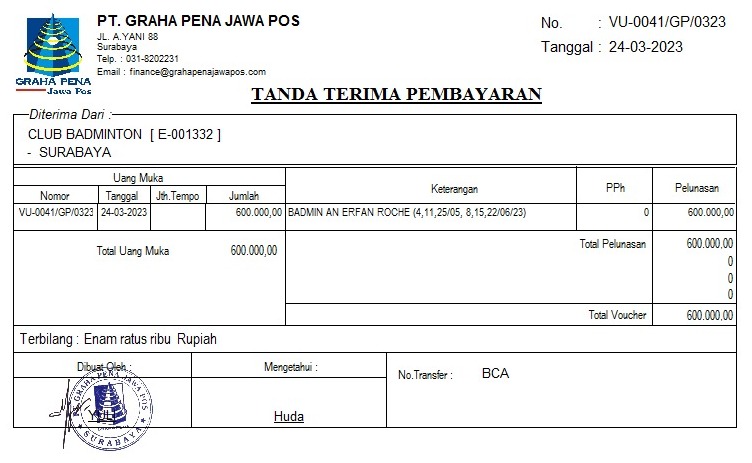 PT. GRAHA PENA JAWA POS
JL. A.YANI 88
Surabaya
Telp. : 031-8202231
Email : finance@grahapenajawapos.com
GRAHA PENA
Jawa Pos
No. : VU-0041/GP/0323
Tanggal : 24-03-2023
TANDA TERIMA PEMBAYARAN
Diterima Dari :
CLUB BADMINTON [ E-001332 ]
- SURABAYA
Uang Muka
Nomor Tanggal Jth.Tempo Jumlah Keterangan PPh Pelunasan
VU-0041/GP/0323 24-03-2023 600.000,00 BADMIN AN ERFAN ROCHE (4,11,25/05, 8,15,22/06/23) 0 600.000,00
Total Uang Muka 600.000,00 Total Pelunasan 600.000,00
0
0
0
Total Voucher 600.000,00
Terbilang : Enam ratus ribu Rupiah
Dibuat Oleh : Mengetahui : No.Transfer : BCA
PT. GRAHA PENA JAWA POS
SURABAYA
Huda